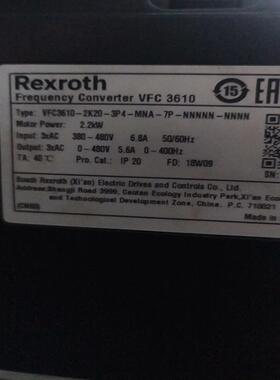 Rexroth
Frequency Converter VFC 3610
15
EA
Type: VFC3610-2K20-3P4-MNA-7P-NNNNN-NNNN
Motor Power: 2.2kW
Input: 3xAC 380-480V 6.8A 50/60Hz
Output: 3xAC 0-480V 5.6A 0-400Hz
TA: 40℃ Pro. Cat.: IP 20 FD: 18W09
SN:
Bosch Rexroth (Xi'an) Electric Drives and Controls Co., Ltd.
Address: Shangji Road 3999, Centan Ecology Industry Park, Xi'an Econo
and Technological Development Zone, China. P.C. 710021
Made in